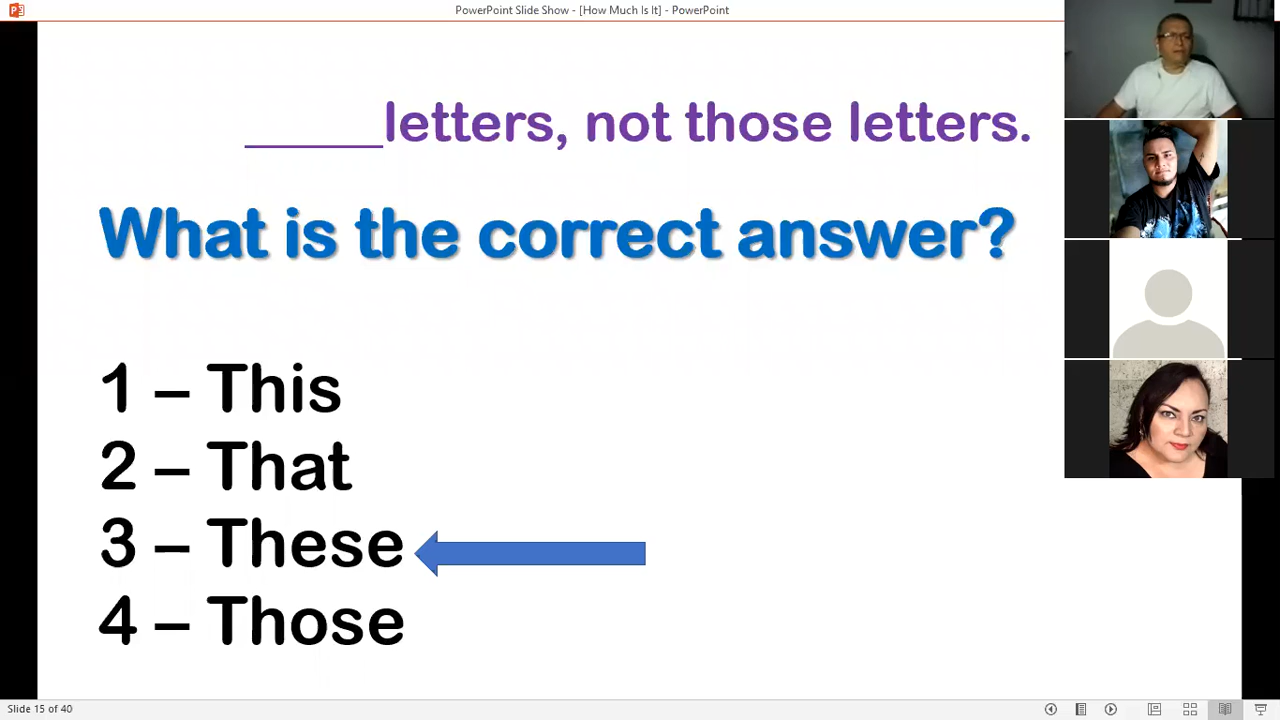 PowerPoint Slide Show - [How Much Is It] - PowerPoint
_____letters, not those letters.
What is the correct answer?
1 – This
2 – That
3 – These
4 – Those
Slide 15 of 40